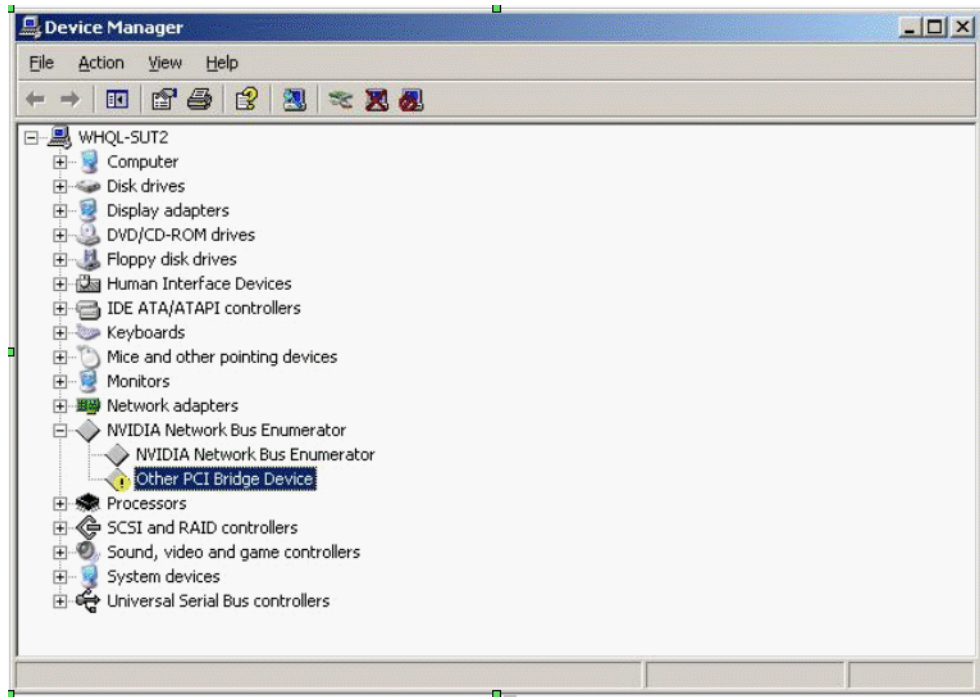 Device Manager
File Action View Help
WHQL-SUT2
Computer
Disk drives
Display adapters
DVD/CD-ROM drives
Floppy disk drives
Human Interface Devices
IDE ATA/ATAPI controllers
Keyboards
Mice and other pointing devices
Monitors
Network adapters
NVIDIA Network Bus Enumerator
NVIDIA Network Bus Enumerator
Other PCI Bridge Device
Processors
SCSI and RAID controllers
Sound, video and game controllers
System devices
Universal Serial Bus controllers